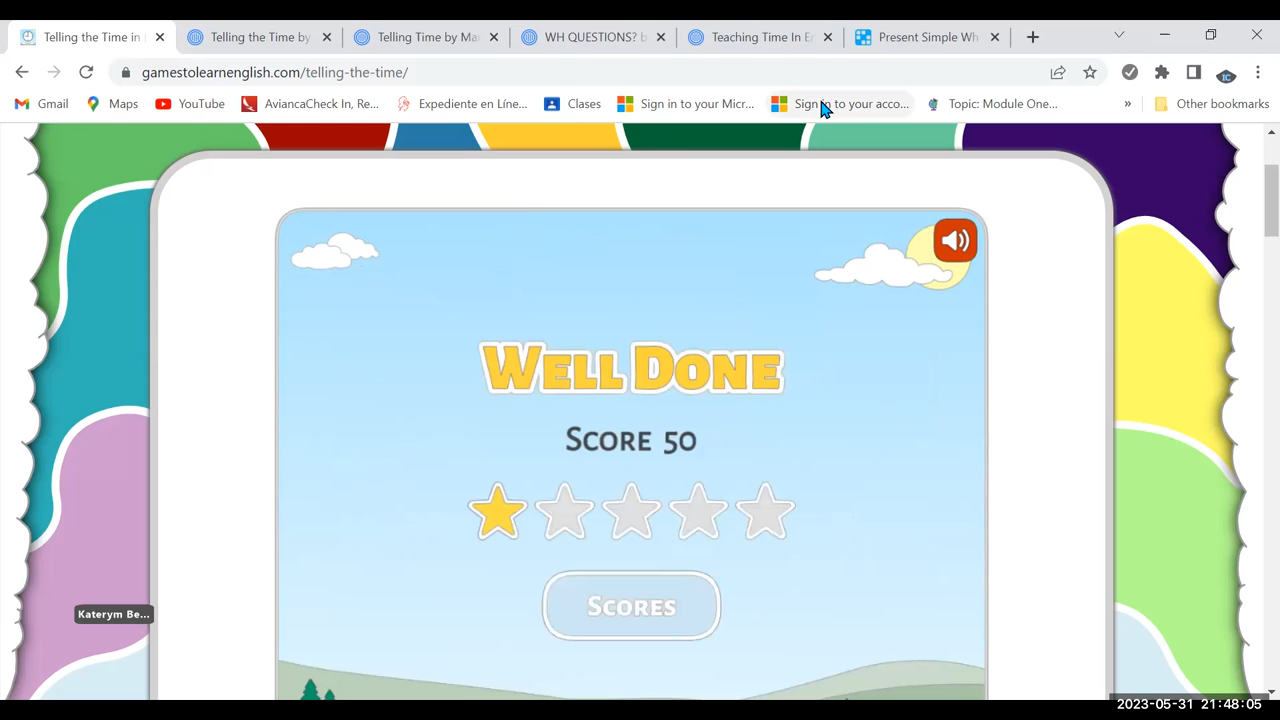 Telling the Time in
Telling the Time by
Telling Time by Ma
WH QUESTIONS? b
Teaching Time In E
Present Simple Wh
gamestolearnenglish.com/telling-the-time/
IC
Gmail
Maps
YouTube
AviancaCheck In, Re...
Expediente en Líne...
Clases
Sign in to your Micr...
Sign in to your acco...
Topic: Module One...
»
Other bookmarks
WELL DONE
SCORE 50
SCORES
Katerym Be...
2023-05-31 21:48:05